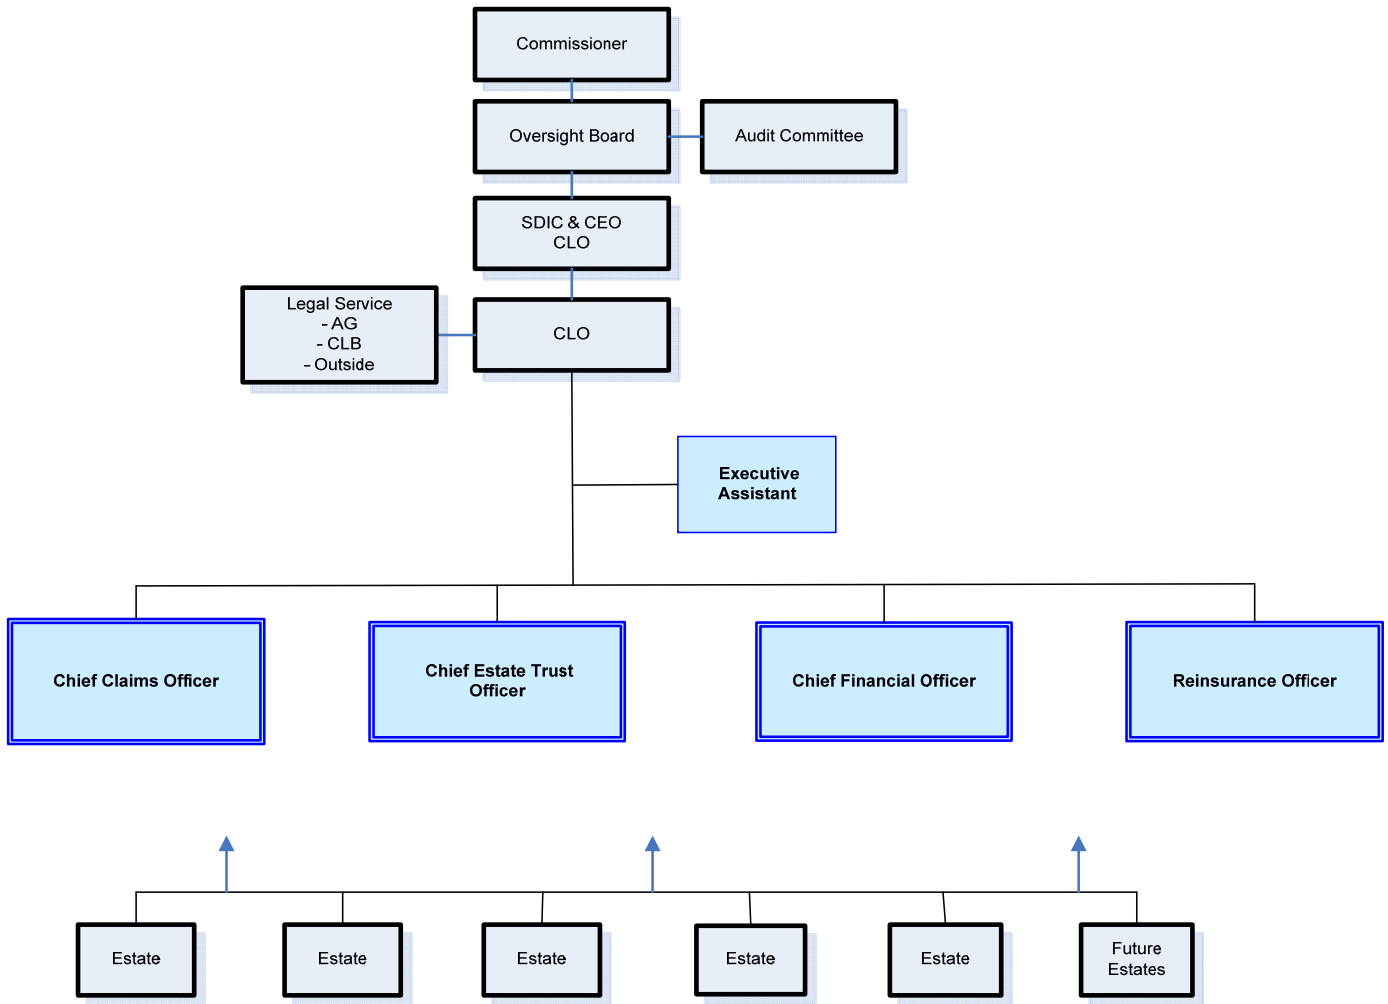 Commissioner
Oversight Board
Audit Committee
SDIC & CEO
CLO
Legal Service
- AG
- CLB
- Outside
CLO
Executive
Assistant
Chief Claims Officer
Chief Estate Trust
Officer
Chief Financial Officer
Reinsurance Officer
Estate
Estate
Estate
Estate
Estate
Future
Estates